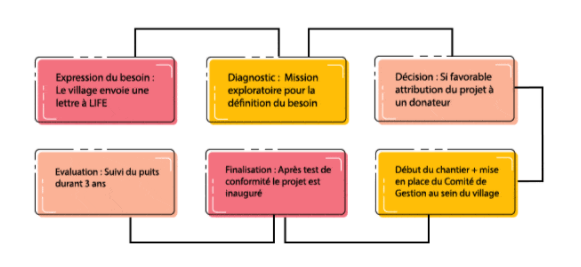 Expression du besoin :
Le village envoie une
lettre à LIFE
Diagnostic : Mission
exploratoire pour la
définition du besoin
Décision : Si favorable
attribution du projet à
un donateur
Début du chantier + mise
en place du Comité de
Gestion au sein du village
Finalisation : Après test de
conformité le projet est
inauguré
Evaluation : Suivi du puits
durant 3 ans